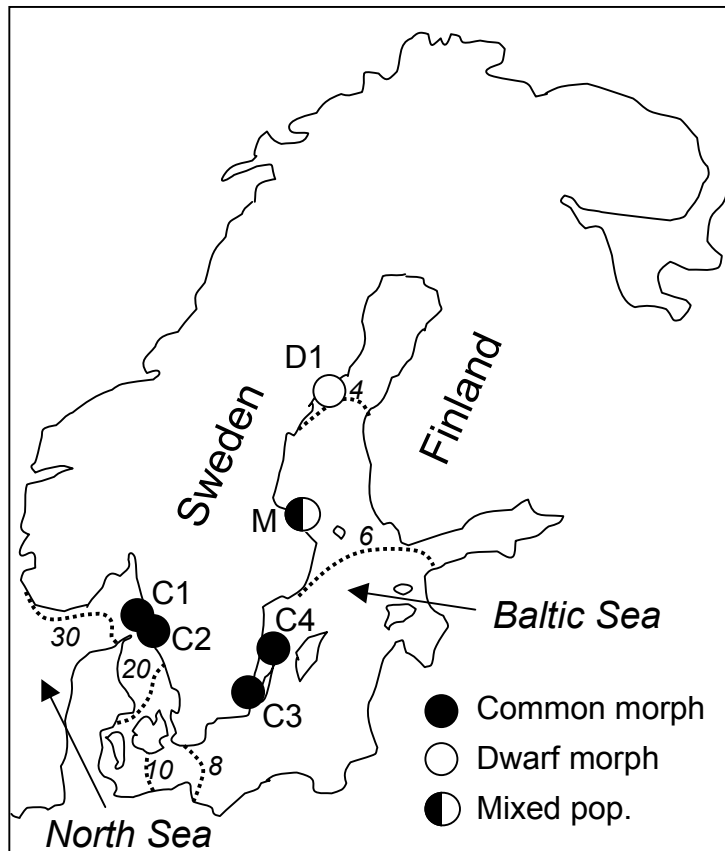 D1
4
Finland
Sweden
M
6
C1
C4
Baltic Sea
30
C2
20
C3
Common morph
10
8
Dwarf morph
North Sea
Mixed pop.